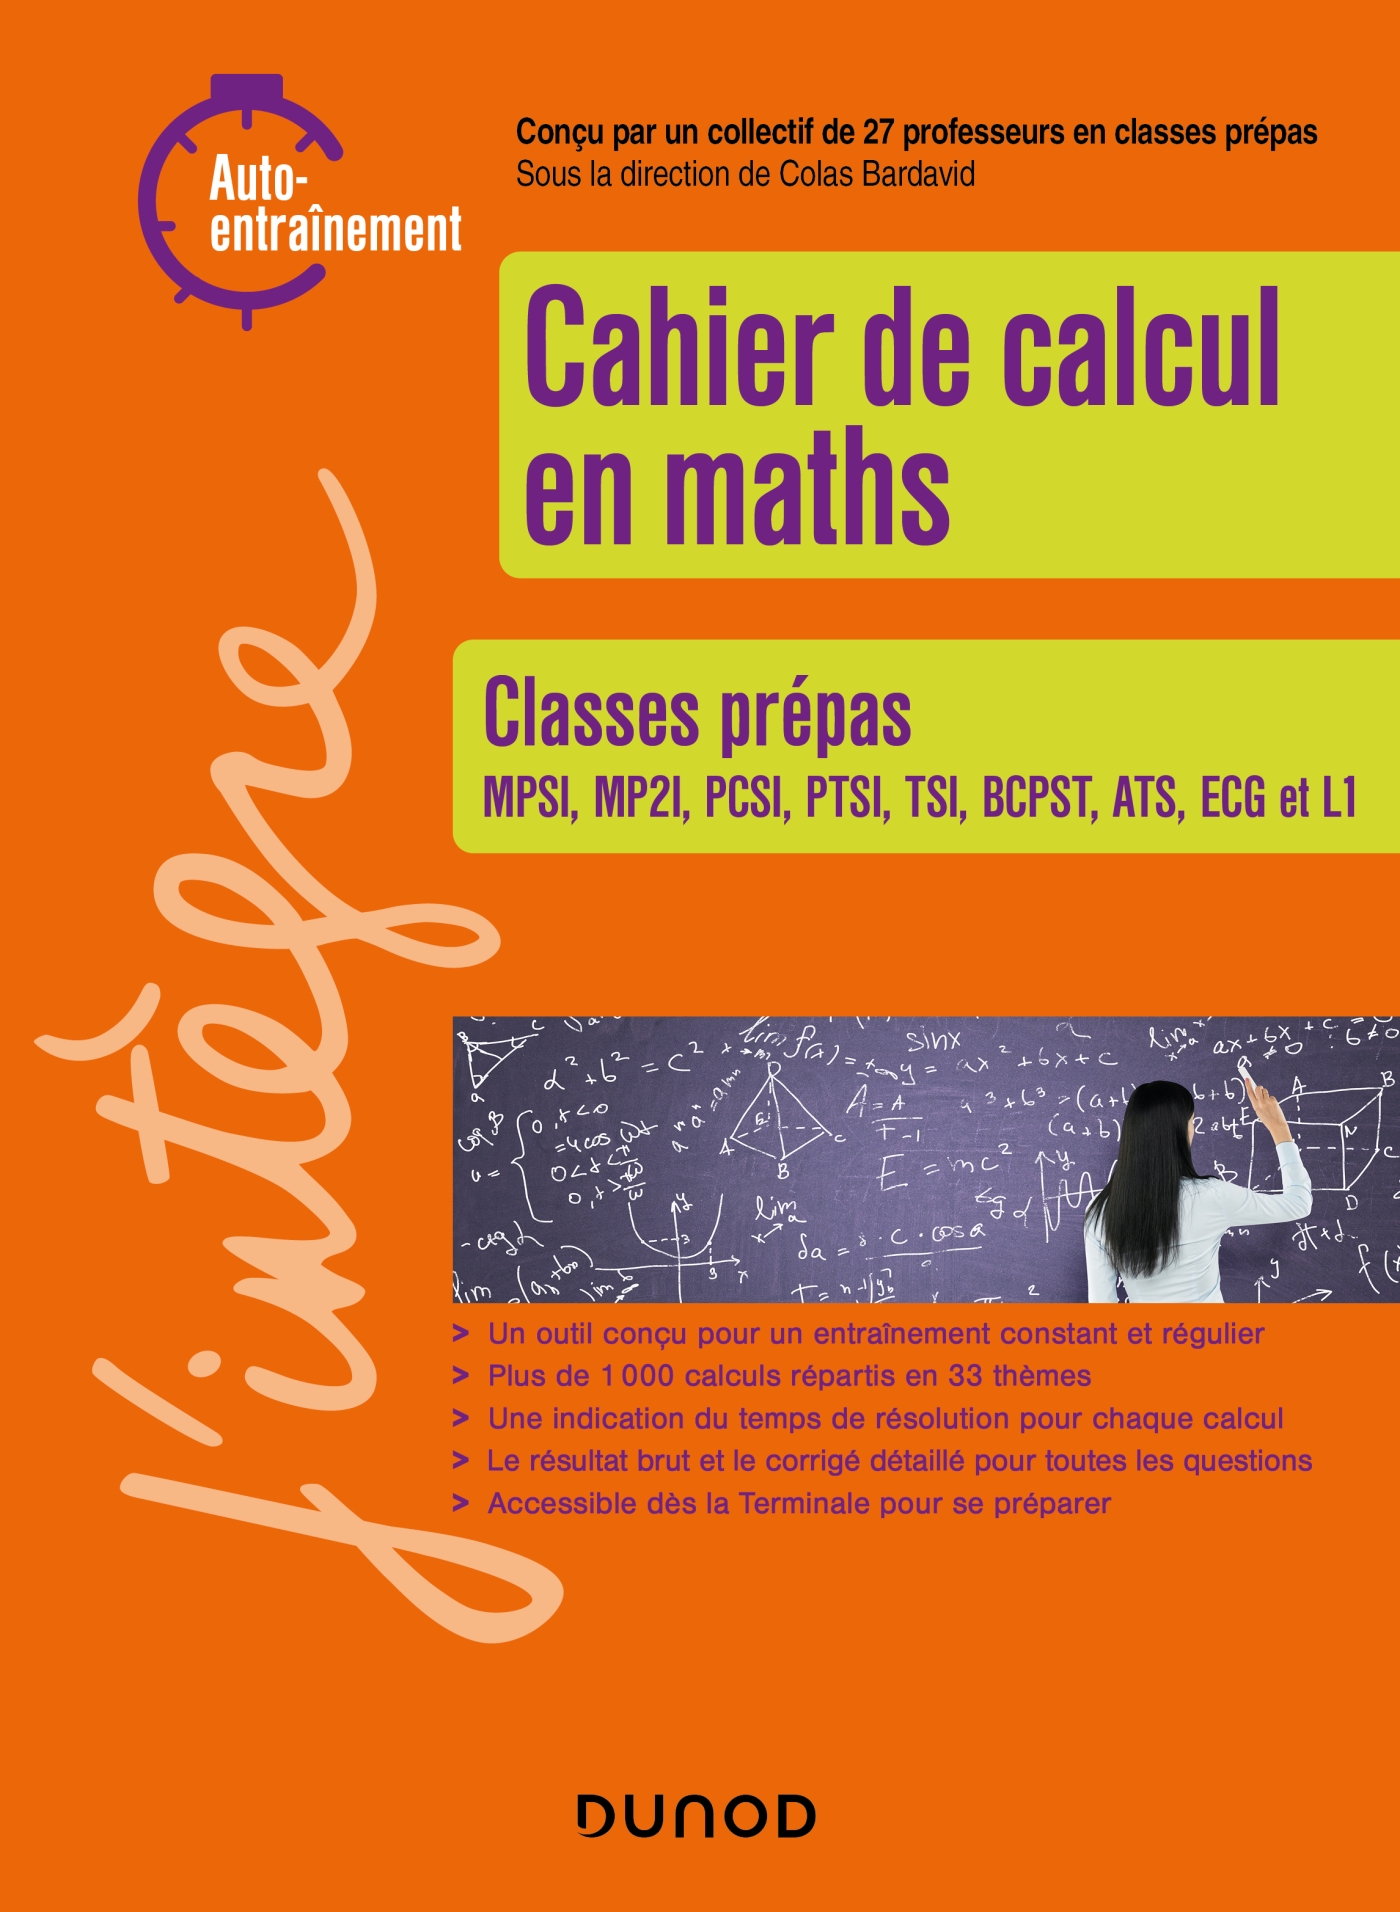 Auto-
entraînement
Conçu par un collectif de 27 professeurs en classes prépas
Sous la direction de Colas Bardavid
Cahier de calcul
en maths
Classes prépas
MPSI, MP2I, PCSI, PTSI, TSI, BCPST, ATS, ECG et L1
J'intègre
sinx
E = mc²
> Un outil conçu pour un entraînement constant et régulier
> Plus de 1 000 calculs répartis en 33 thèmes
> Une indication du temps de résolution pour chaque calcul
> Le résultat brut et le corrigé détaillé pour toutes les questions
> Accessible dès la Terminale pour se préparer
DUNOD